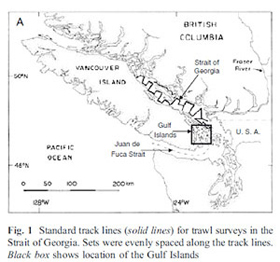 A
BRITISH
COLUMBIA
VANCOUVER
ISLAND
Strait of
Georgia
Fraser
River
50°N
Gulf
Islands
U. S. A.
Juan de
Fuca Strait
PACIFIC
OCEAN
48°N
0 50 100 200
km
128°W
124°W
Fig. 1 Standard track lines (solid lines) for trawl surveys in the
Strait of Georgia. Sets were evenly spaced along the track lines.
Black box shows location of the Gulf Islands